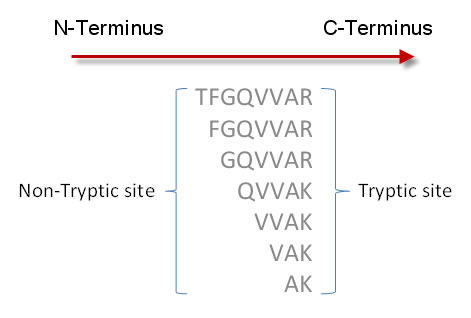 N-Terminus C-Terminus
TFGQVVAR
FGQVVAR
GQVVAR
Non-Tryptic site QVVAK Tryptic site
VVAK
VAK
AK